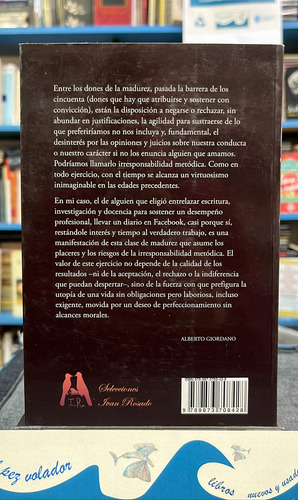 Entre los dones de la madurez, pasada la barrera de los
cincuenta (dones que hay que atribuirse y sostener con
convicción), están la disposición a negarse o rechazar, sin
abundar en justificaciones, la agilidad para sustraerse de lo
que preferiríamos no nos incluya y, fundamental, el
desinterés por las opiniones y juicios sobre nuestra conducta
o nuestro carácter si no los enuncia alguien que amamos.
Podríamos llamarlo irresponsabilidad metódica. Como en
todo ejercicio, con el tiempo se alcanza un virtuosismo
inimaginable en las edades precedentes.
En mi caso, el de alguien que eligió entrelazar escritura,
investigación y docencia para sostener un desempeño
profesional, llevar un diario en Facebook, casi porque sí,
restándole interés y tiempo al verdadero trabajo, es una
manifestación de esta clase de madurez que asume los
placeres y los riesgos de la irresponsabilidad metódica. El
valor de este ejercicio no depende de la calidad de los
resultados –ni de la aceptación, el rechazo o la indiferencia
que puedan despertar–, sino de la fuerza con que prefigura la
utopía de una vida sin obligaciones pero laboriosa, incluso
exigente, movida por un deseo de perfeccionamiento sin
alcances morales.
ALBERTO GIORDANO
I.R.
Selecciones
Ivan Rosado
9789873708428
pez volador
libros
nuevos y usados